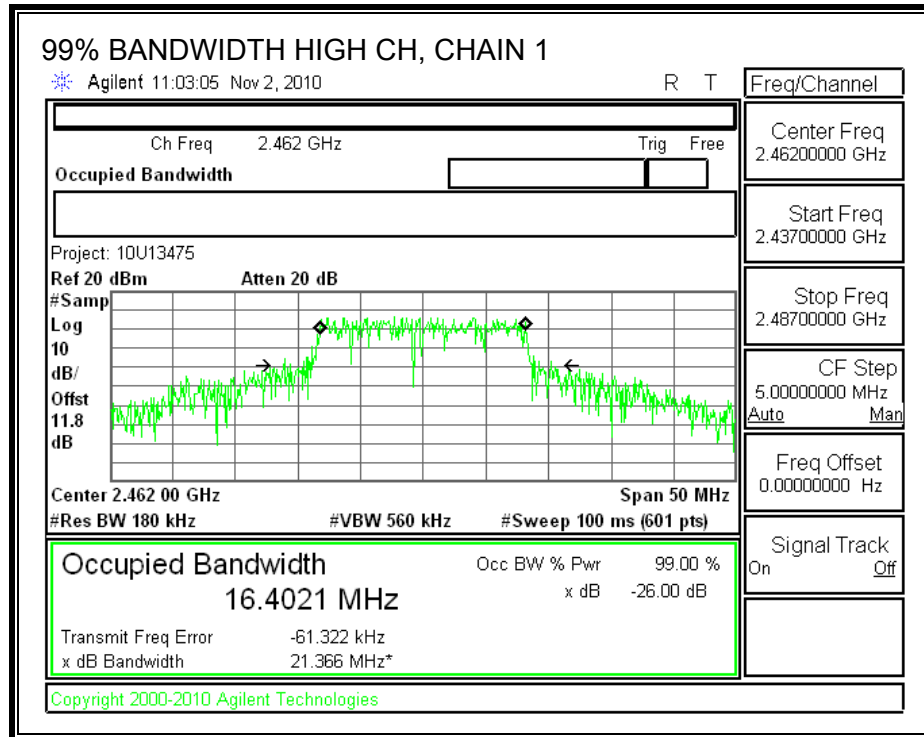 99% BANDWIDTH HIGH CH, CHAIN 1
Agilent 11:03:05 Nov 2, 2010 R T
Freq/Channel
Ch Freq 2.462 GHz Trig Free
Occupied Bandwidth
Center Freq
2.46200000 GHz
Start Freq
2.43700000 GHz
Stop Freq
2.48700000 GHz
CF Step
5.00000000 MHz
Auto Man
Freq Offset
0.00000000 Hz
Signal Track
On Off
Project: 10U13475
Ref 20 dBm Atten 20 dB
#Samp
Log
10
dB/
Offst
11.8
dB
Center 2.462 00 GHz Span 50 MHz
#Res BW 180 kHz #VBW 560 kHz #Sweep 100 ms (601 pts)
Occupied Bandwidth
16.4021 MHz
Occ BW % Pwr 99.00 %
x dB -26.00 dB
Transmit Freq Error -61.322 kHz
x dB Bandwidth 21.366 MHz*
Copyright 2000-2010 Agilent Technologies